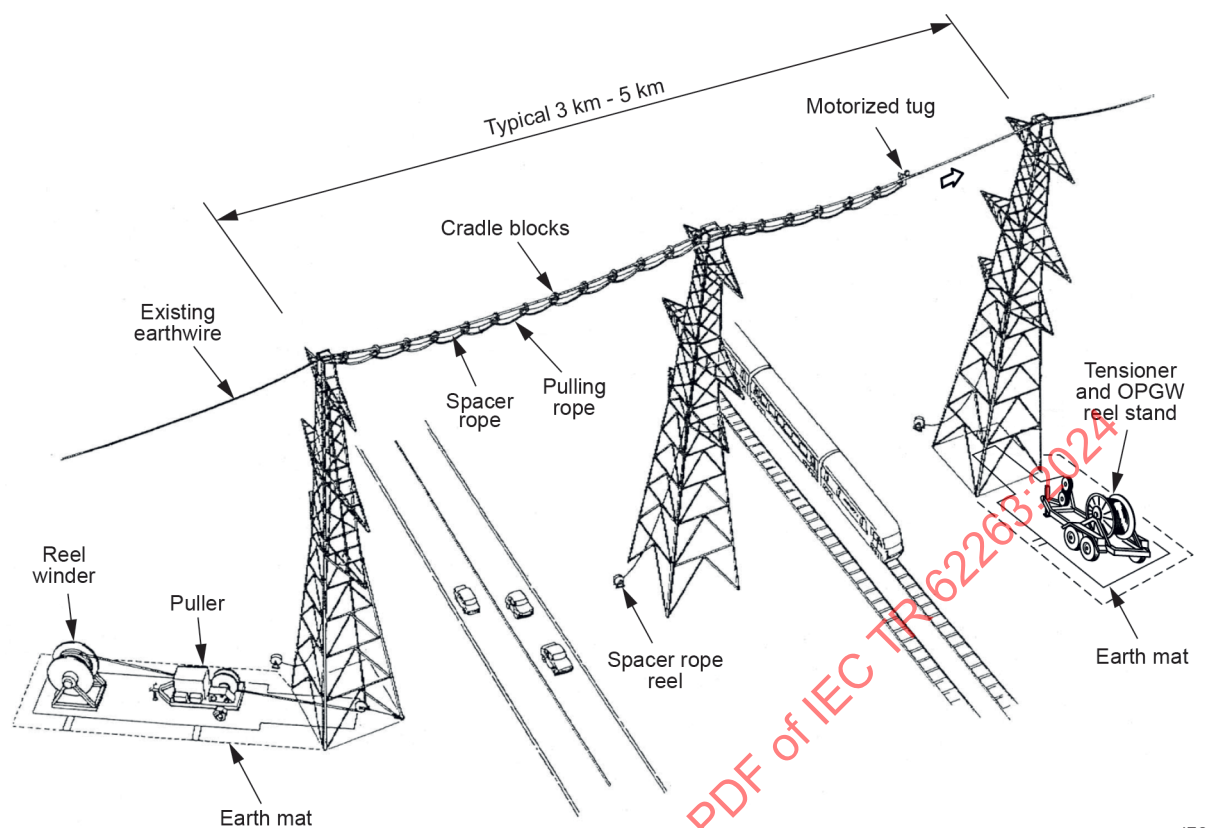 Typical 3 km - 5 km
Motorized tug
Cradle blocks
Existing
earthwire
Spacer
rope
Pulling
rope
Tensioner
and OPGW
reel stand
Reel
winder
Puller
Spacer rope
reel
Earth mat
Earth mat
PDF of IEC TR 62263:2024